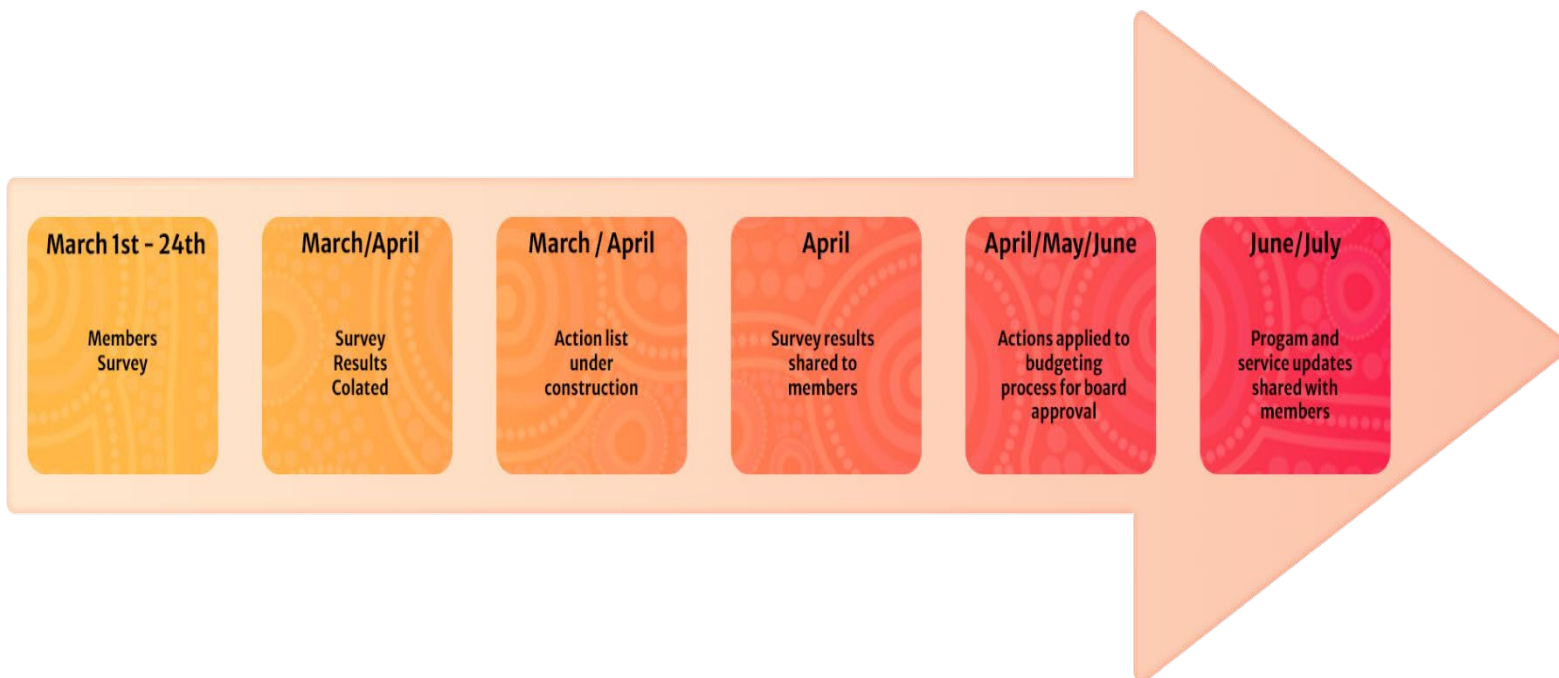 March 1st - 24th
Members
Survey
March/April
Survey
Results
Colated
March / April
Action list
under
construction
April
Survey results
shared to
members
April/May/June
Actions applied to
budgeting
process for board
approval
June/July
Progam and
service updates
shared with
members